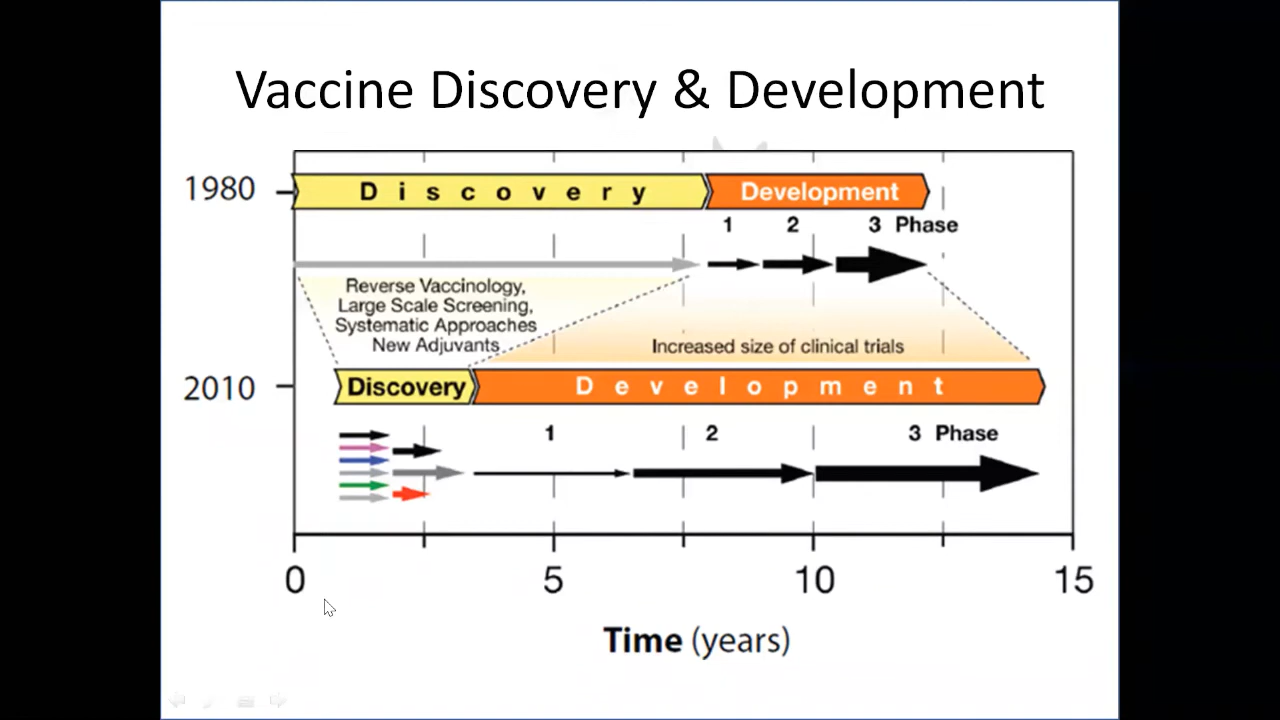 Vaccine Discovery & Development
1980
Discovery
Development
1 2 3 Phase
Reverse Vaccinology,
Large Scale Screening,
Systematic Approaches
New Adjuvants
Increased size of clinical trials
2010
Discovery
Development
1 2 3 Phase
0 5 10 15
Time (years)